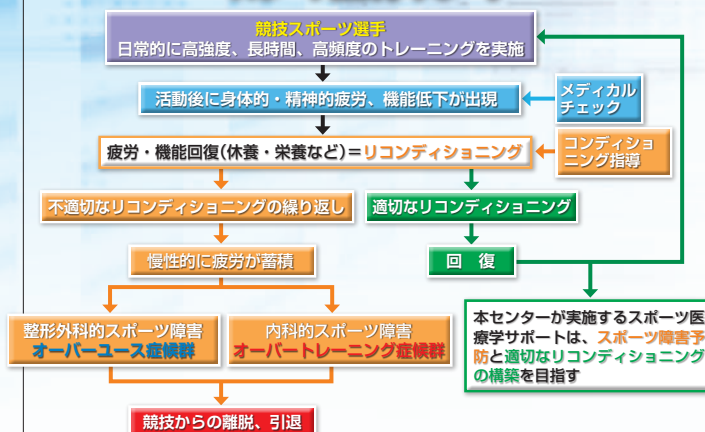 競技スポーツ選手
日常的に高強度、長時間、高頻度のトレーニングを実施
活動後に身体的・精神的疲労、機能低下が出現
メディカル
チェック
疲労・機能回復(休養・栄養など)＝リコンディショニング
コンディショ
ニング指導
不適切なリコンディショニングの繰り返し
適切なリコンディショニング
慢性的に疲労が蓄積
回 復
整形外科的スポーツ障害
オーバーユース症候群
内科的スポーツ障害
オーバートレーニング症候群
本センターが実施するスポーツ医
療学サポートは、スポーツ障害予
防と適切なリコンディショニング
の構築を目指す
競技からの離脱、引退